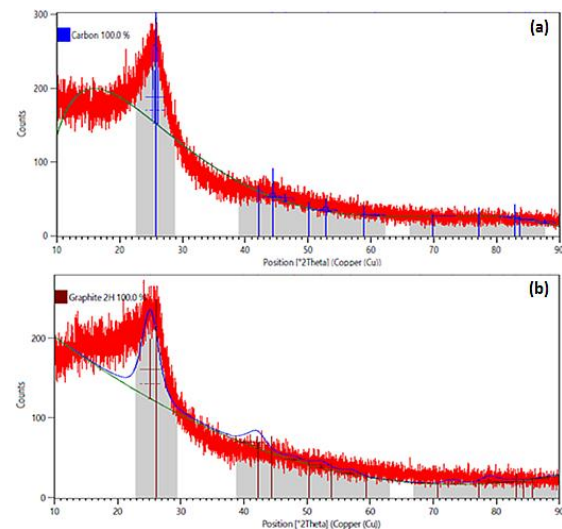 (a)
Carbon 100.0 %
Counts
300
200
100
0
10 20 30 40 50 60 70 80 90
Position [°2Theta] (Copper (Cu)
(b)
Graphite 2H 100.0 %
Counts
200
100
0
10 20 30 40 50 60 70 80 90
Position [°2Theta] (Copper (Cu)